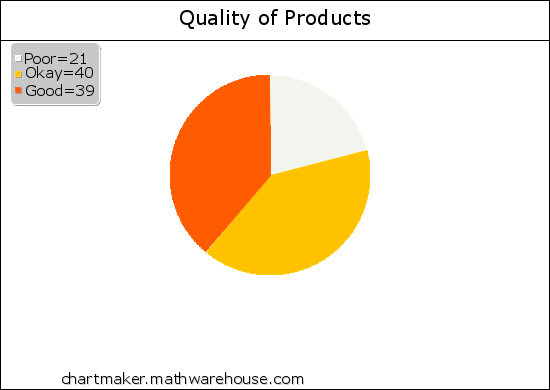 Quality of Products
Poor=21
Okay=40
Good=39
chartmaker.mathwarehouse.com